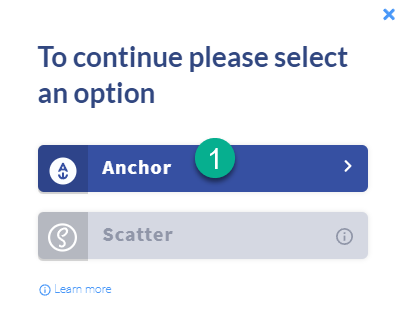 To continue please select
an option
Anchor
1
Scatter
Learn more